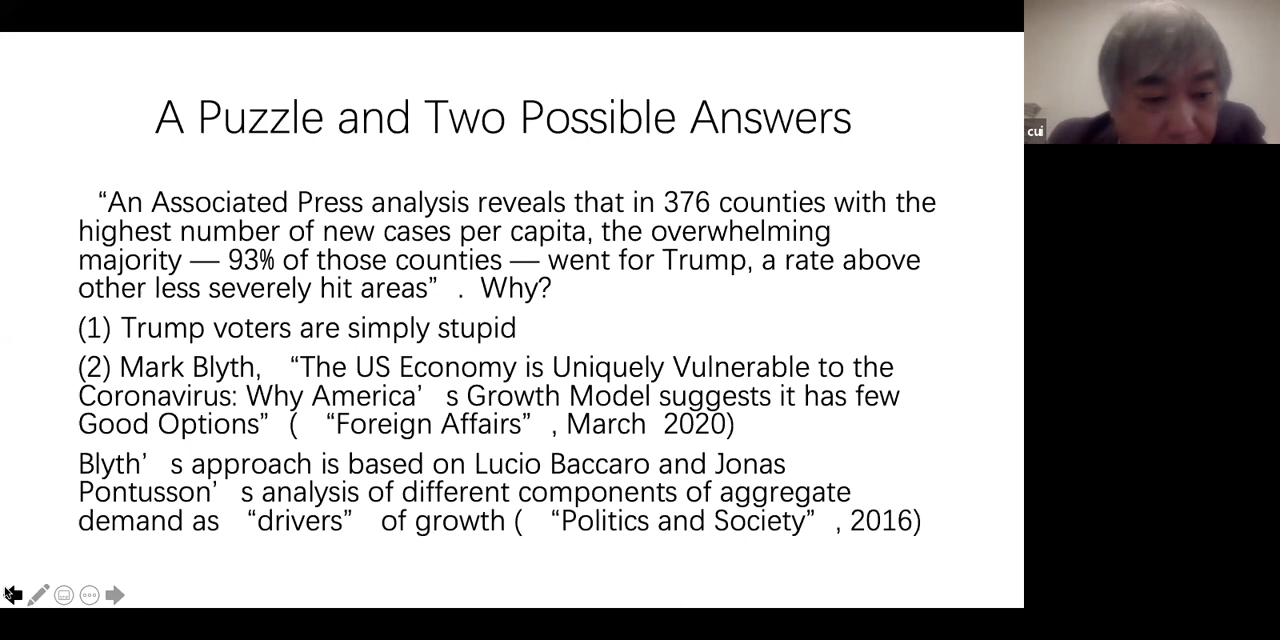 A Puzzle and Two Possible Answers
“An Associated Press analysis reveals that in 376 counties with the
highest number of new cases per capita, the overwhelming
majority — 93% of those counties — went for Trump, a rate above
other less severely hit areas” . Why?
(1) Trump voters are simply stupid
(2) Mark Blyth, “The US Economy is Uniquely Vulnerable to the
Coronavirus: Why America’ s Growth Model suggests it has few
Good Options” ( “Foreign Affairs” , March 2020)
Blyth’ s approach is based on Lucio Baccaro and Jonas
Pontusson’ s analysis of different components of aggregate
demand as “drivers” of growth ( “Politics and Society” , 2016)
cui